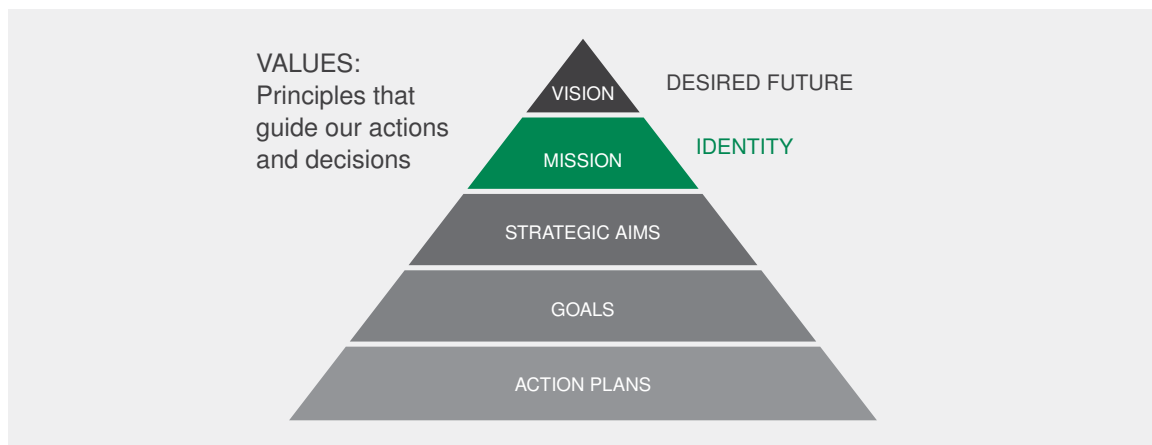 VALUES:
Principles that
guide our actions
and decisions
VISION
DESIRED FUTURE
MISSION
IDENTITY
STRATEGIC AIMS
GOALS
ACTION PLANS